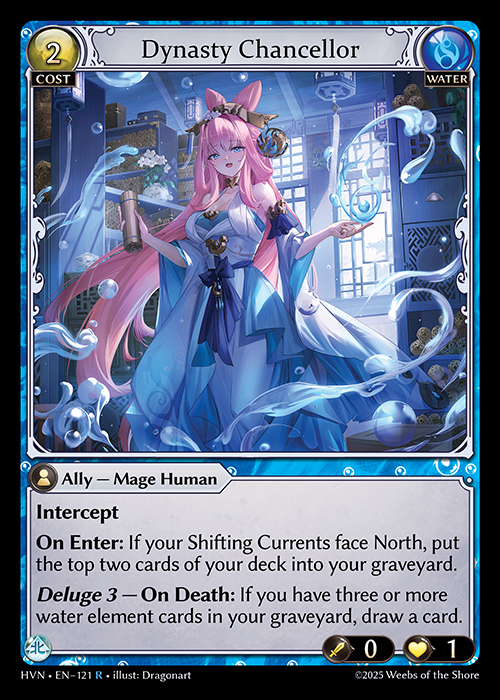 2
COST
Dynasty Chancellor
WATER
Ally — Mage Human
Intercept
On Enter: If your Shifting Currents face North, put
the top two cards of your deck into your graveyard.
Deluge 3 — On Death: If you have three or more
water element cards in your graveyard, draw a card.
北
0
1
HVN • EN-121 R • illust: Dragonart
©2025 Weebs of the Shore